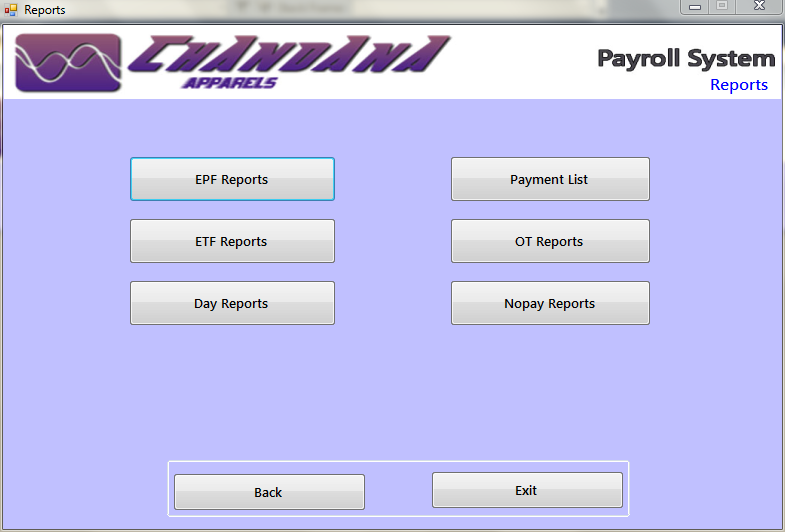 Reports
CHANDANA
APPARELS
Payroll System
Reports
EPF Reports
Payment List
ETF Reports
OT Reports
Day Reports
Nopay Reports
Back
Exit